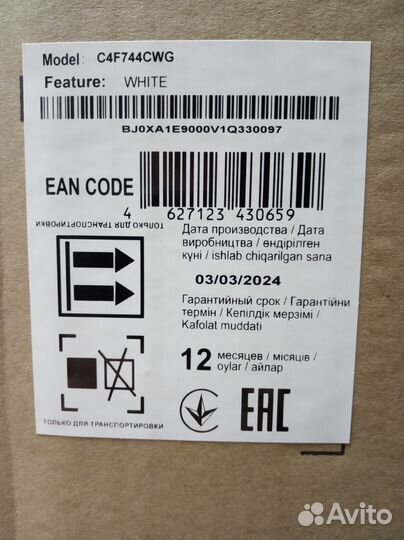 Model : C4F744CWG
Feature: WHITE
BJ0XA1E9000V1Q330097
EAN CODE
4 627123 430659
ТОЛЬКО ДЛЯ ТРАНСПОРТИРОВКИ
Дата производства / Дата
виробництва / өндірілген
күні / ishlab chiqarilgan sana
03/03/2024
Гарантийный срок / Гарантійни
термін / Кепілдік мерзімі /
Kafolat muddati
12 месяцев / місяців /
oylar / айлар
ТОЛЬКО ДЛЯ ТРАНСПОРТИРОВКИ
EAC
Avito